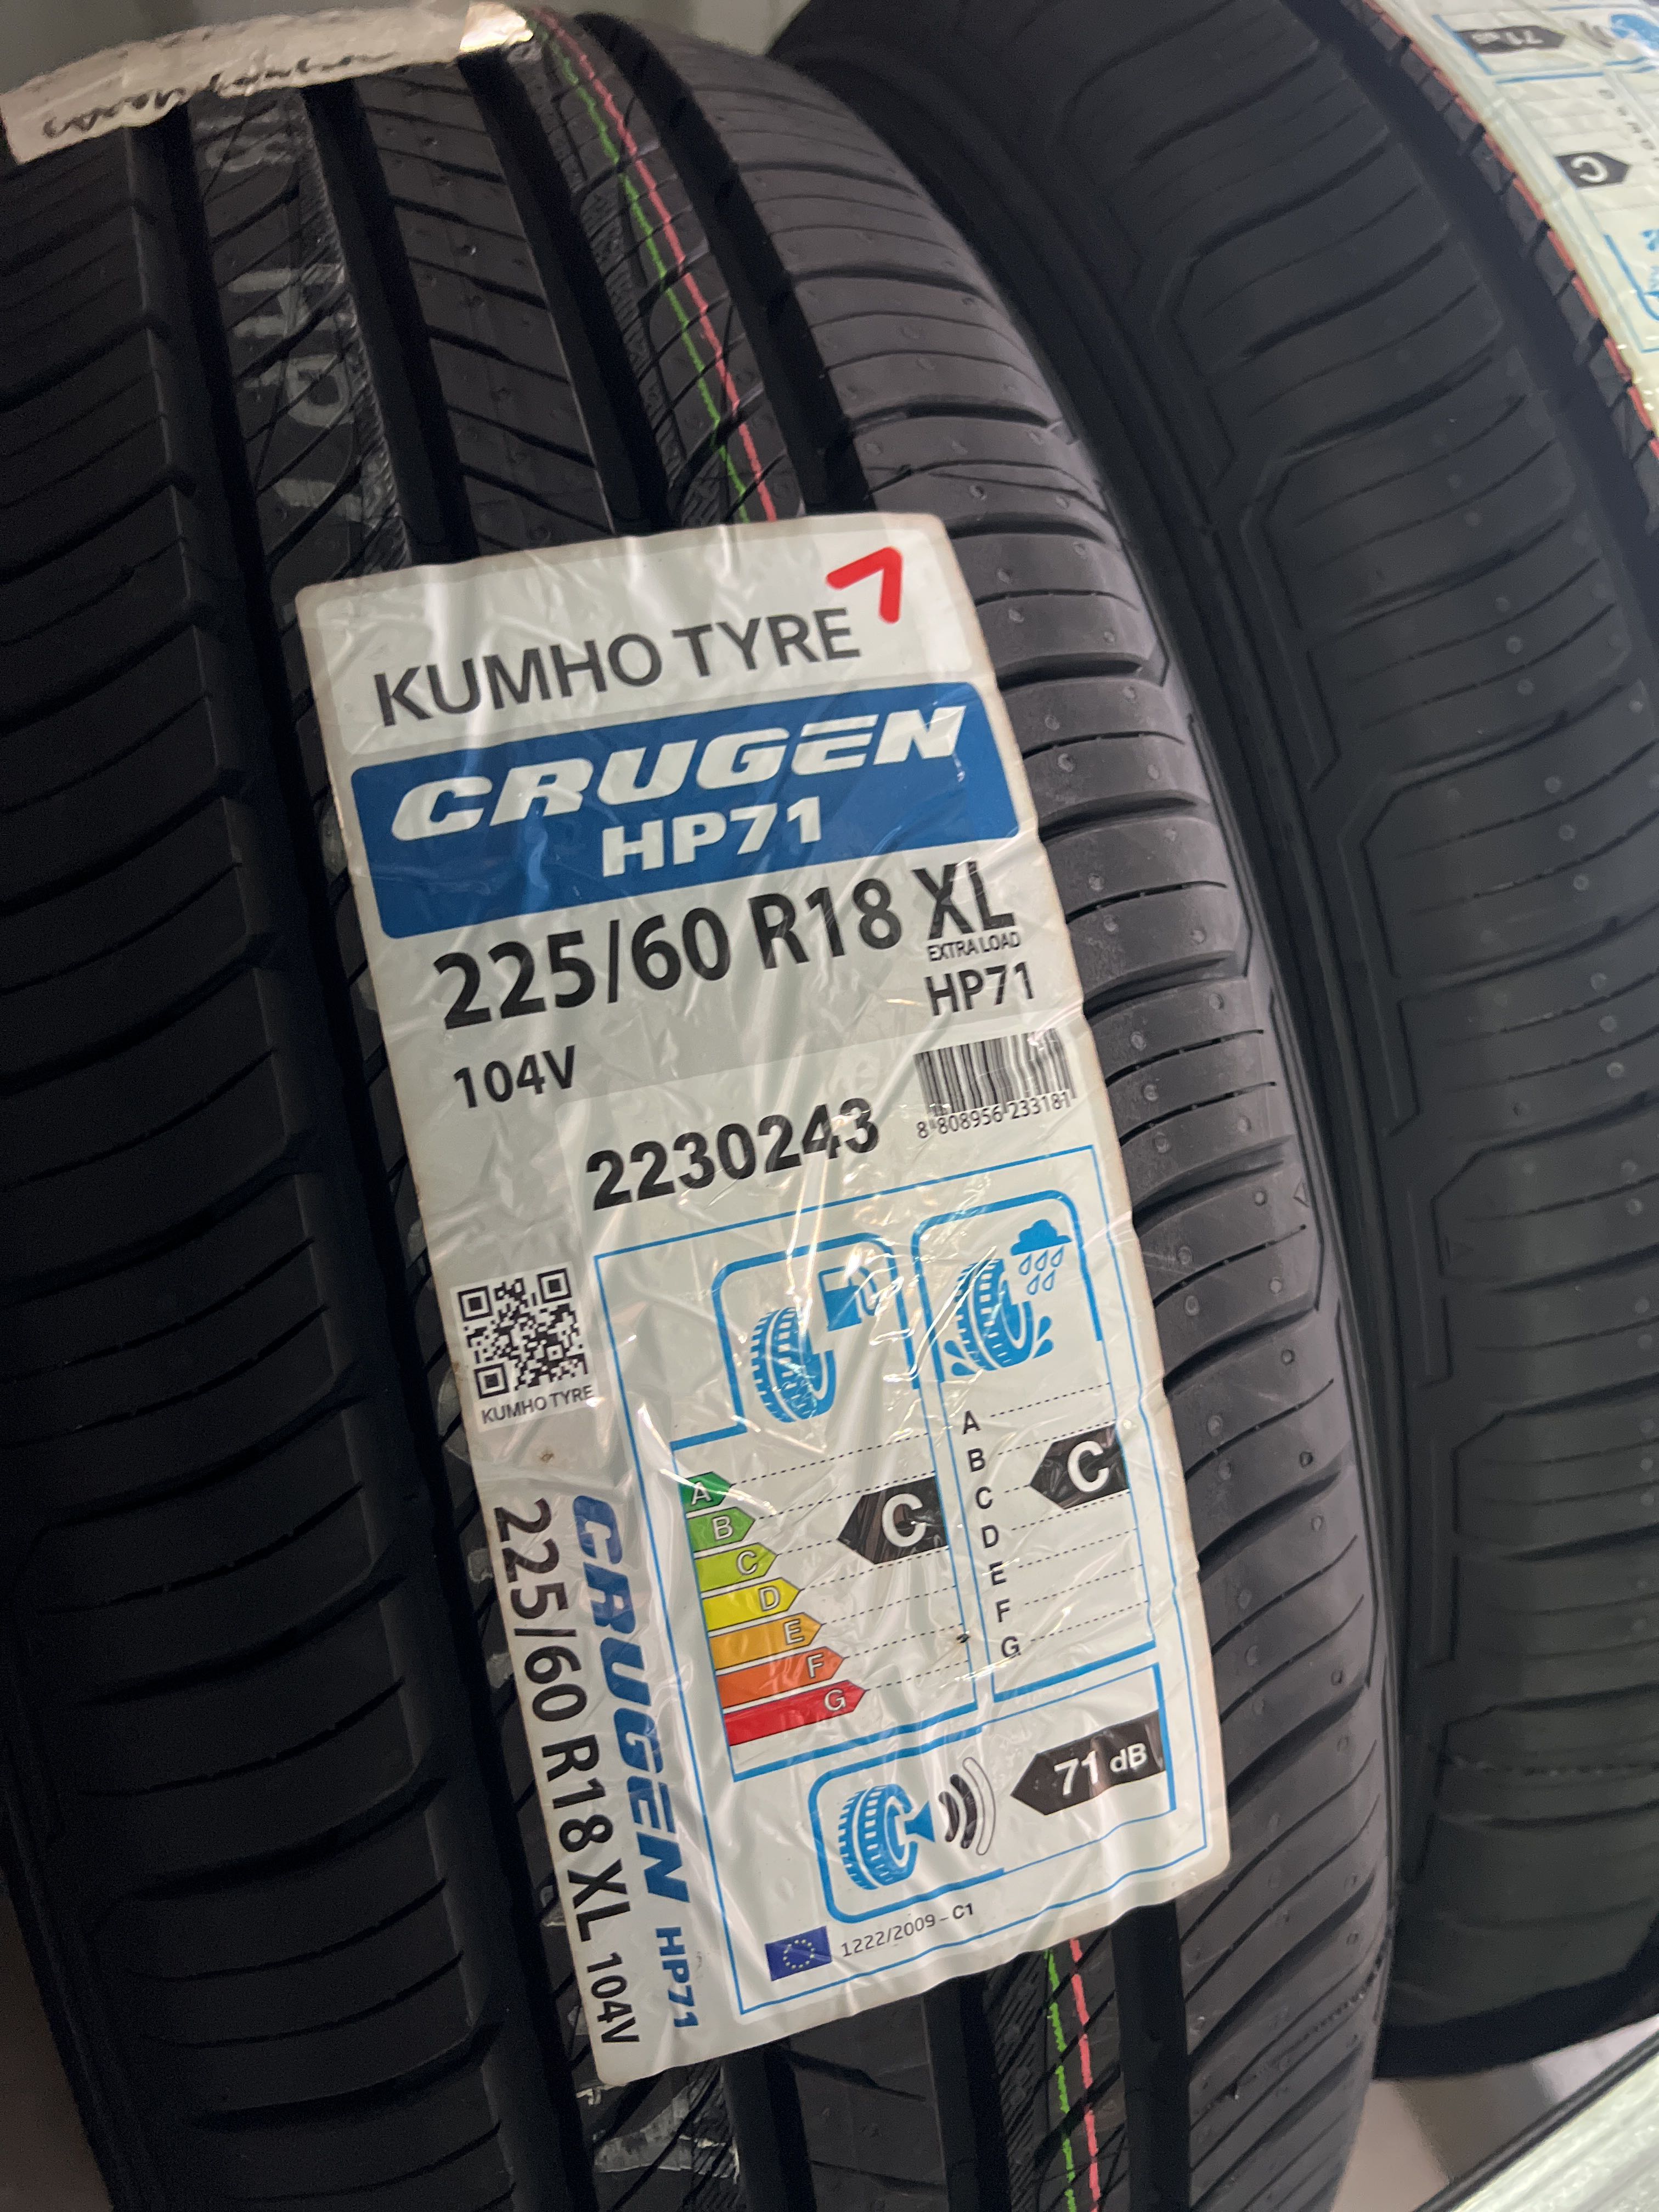 KUMHO TYRE
CRUGEN
HP71
225/60 R18 XL
EXTRA LOAD
HP71
104V
8 808956 233181
2230243
KUMHO TYRE
A
B
C
D
E
F
G
C
A
B
C
D
E
F
G
C
71 dB
1222/2009 - C1
CRUGEN HP71
225/60 R18 XL 104V
C